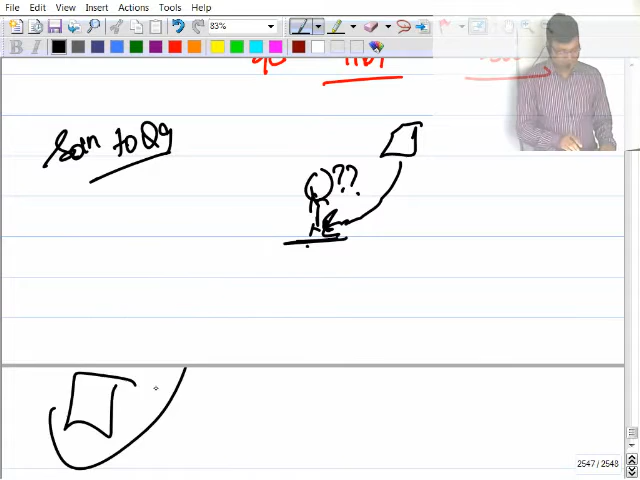 File Edit View Insert Actions Tools Help
83%
B I
Soln to Q9
Q??
2547 / 2548